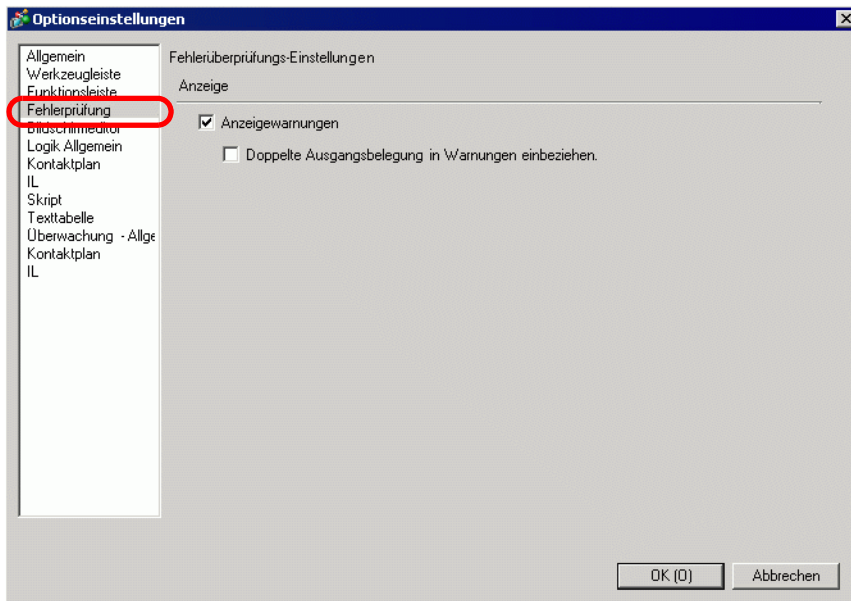 Optionseinstellungen
Allgemein
Werkzeugleiste
Funktionsleiste
Fehlerprüfung
Bildschirmeditor
Logik Allgemein
Kontaktplan
IL
Skript
Texttabelle
Überwachung - Allge
Kontaktplan
IL
Fehlerüberprüfungs-Einstellungen
Anzeige
Anzeigewarnungen
Doppelte Ausgangsbelegung in Warnungen einbeziehen.
OK (O)
Abbrechen